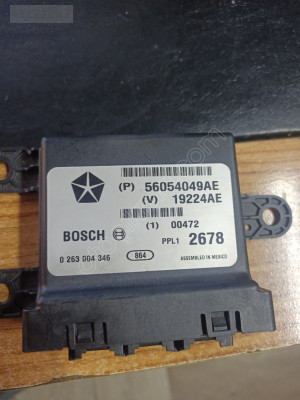 (P) 56054049AE
(V) 19224AE
(1) 00472
BOSCH PPL1 2678
0 263 004 346 864 ASSEMBLED IN MEXICO